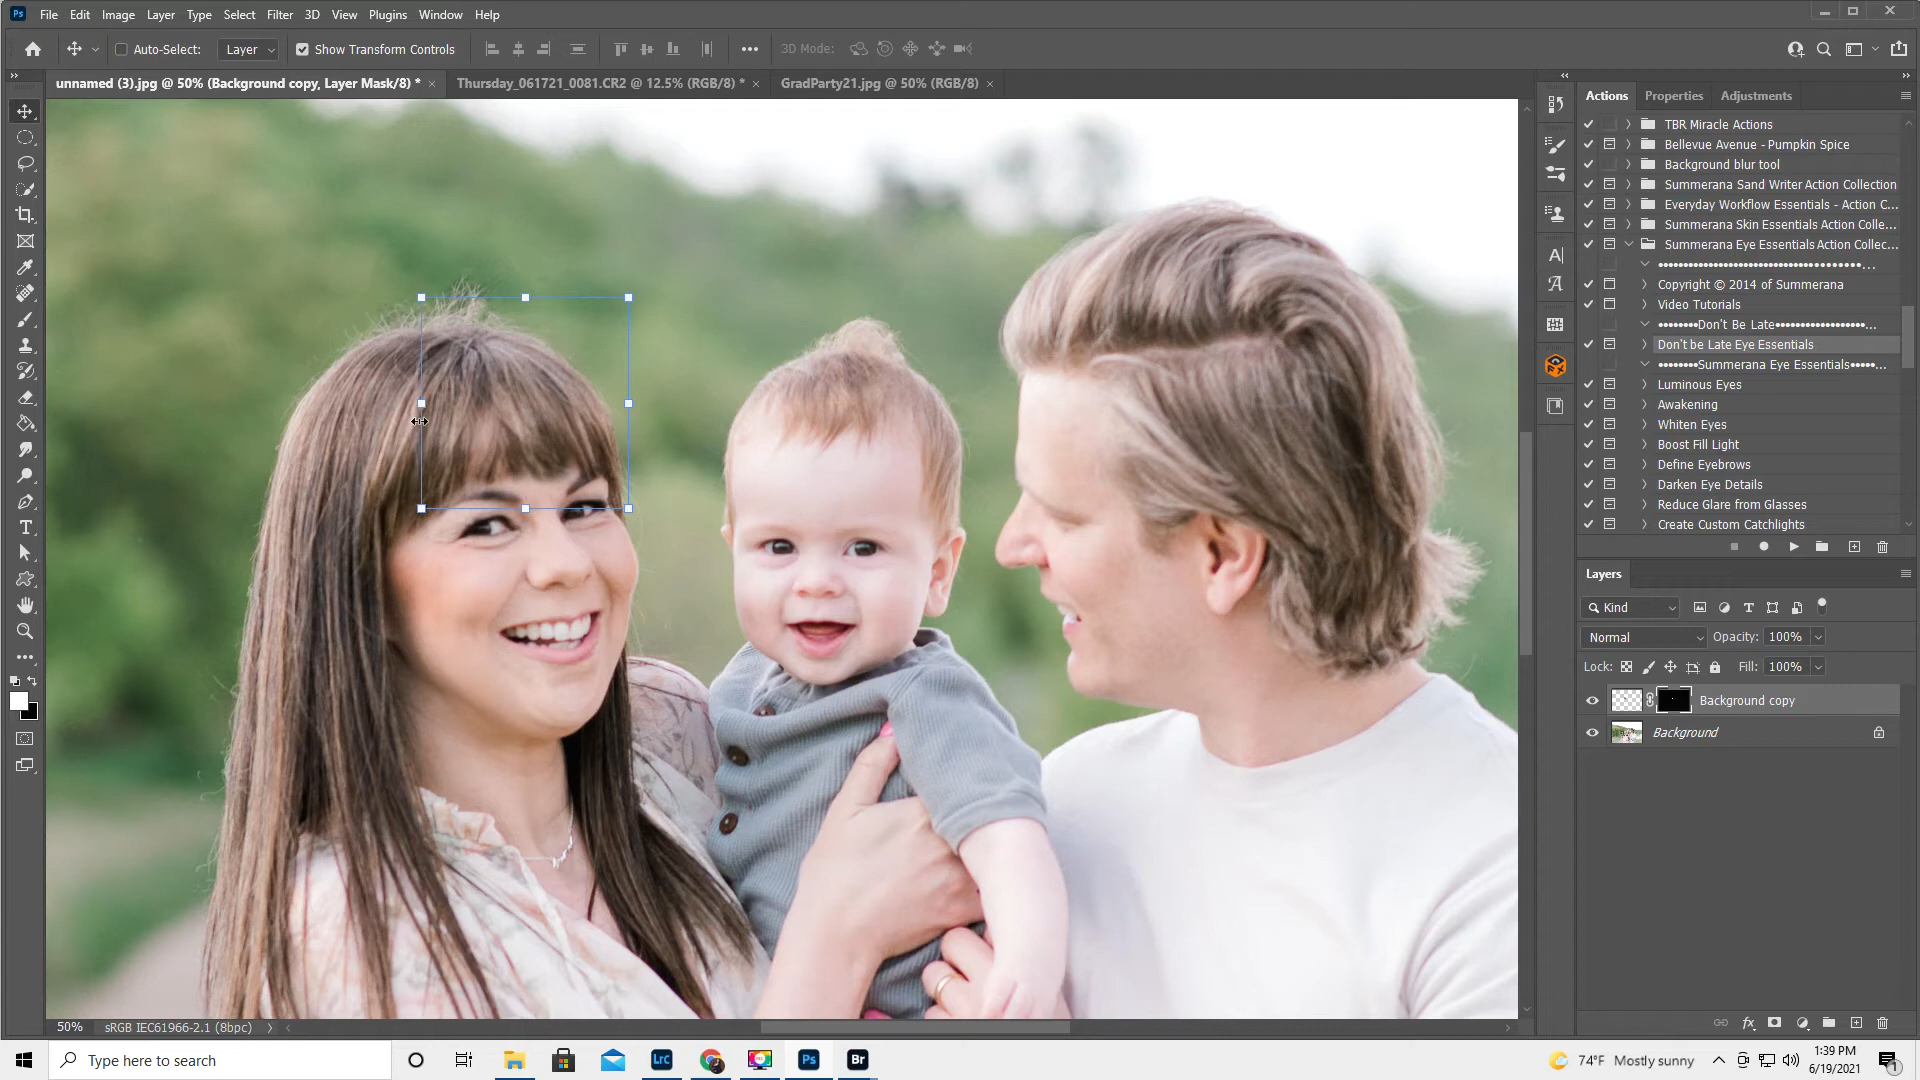 Ps File Edit Image Layer Type Select Filter 3D View Plugins Window Help
Auto-Select: Layer Show Transform Controls 3D Mode:
unnamed (3).jpg @ 50% (Background copy, Layer Mask/8) * × Thursday_061721_0081.CR2 @ 12.5% (RGB/8) * × GradParty21.jpg @ 50% (RGB/8) ×
Actions Properties Adjustments
TBR Miracle Actions
Bellevue Avenue - Pumpkin Spice
Background blur tool
Summerana Sand Writer Action Collection
Everyday Workflow Essentials - Action C...
Summerana Skin Essentials Action Colle...
Summerana Eye Essentials Action Collec...
Copyright © 2014 of Summerana
Video Tutorials
••••••••Don't Be Late••••••••••••••••••...
Don't be Late Eye Essentials
••••••••Summerana Eye Essentials•••••...
Luminous Eyes
Awakening
Whiten Eyes
Boost Fill Light
Define Eyebrows
Darken Eye Details
Reduce Glare from Glasses
Create Custom Catchlights
Layers
Kind
Normal Opacity: 100%
Lock: Fill: 100%
Background copy
Background
50% sRGB IEC61966-2.1 (8bpc)
Type here to search
Lrc Ps Br
74°F Mostly sunny
1:39 PM
6/19/2021
1